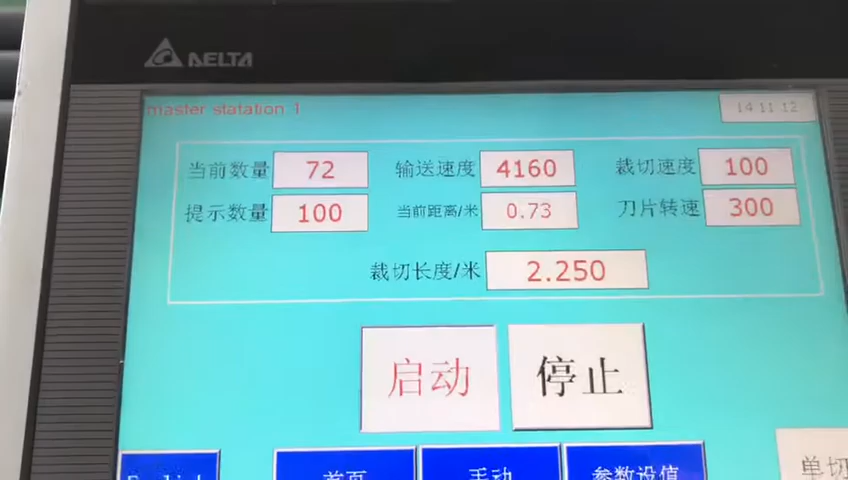 DELTA
master statation 1
14 11 12
当前数量 72 输送速度 4160 裁切速度 100
提示数量 100 当前距离/米 0.73 刀片转速 300
裁切长度/米 2.250
启动 停止
English 首页 手动 参数设值 单切